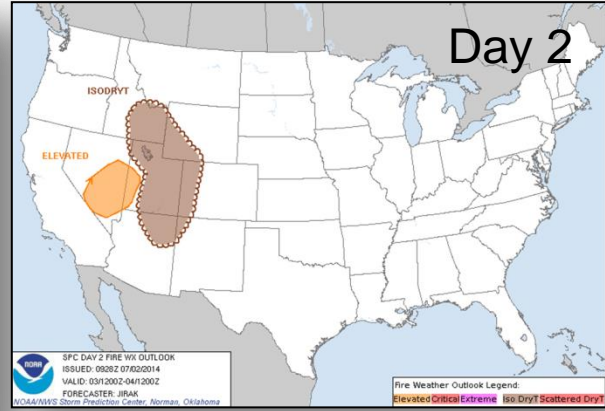 Day 2
ISODRYT
ELEVATED
NOAA
SPC DAY 2 FIRE WX OUTLOOK
ISSUED: 0928Z 07/02/2014
VALID: 03/1200Z-04/1200Z
FORECASTER: JIRAK
NOAA/NWS Storm Prediction Center, Norman, Oklahoma
Fire Weather Outlook Legend:
Elevated Critical Extreme Iso DryT Scattered DryT